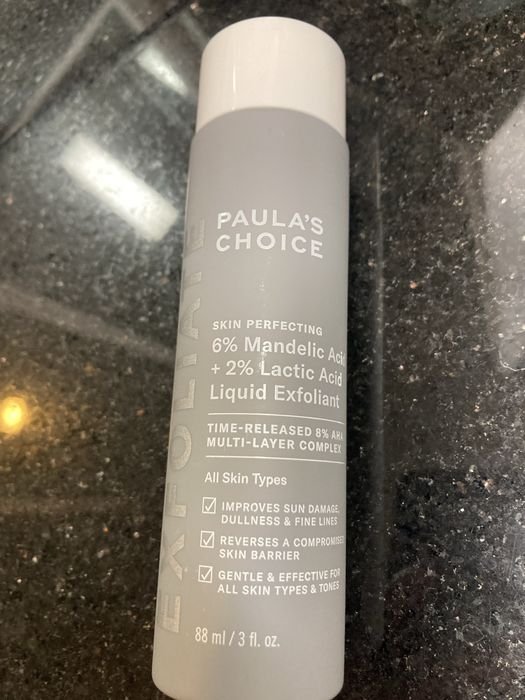 PAULA'S
CHOICE
SKIN PERFECTING
6% Mandelic Acid
+ 2% Lactic Acid
Liquid Exfoliant
TIME-RELEASED 8% AHA
MULTI-LAYER COMPLEX
All Skin Types
IMPROVES SUN DAMAGE,
DULLNESS & FINE LINES
REVERSES A COMPROMISED
SKIN BARRIER
GENTLE & EFFECTIVE FOR
ALL SKIN TYPES & TONES
88 ml / 3 fl. oz.
EXFOLIATE